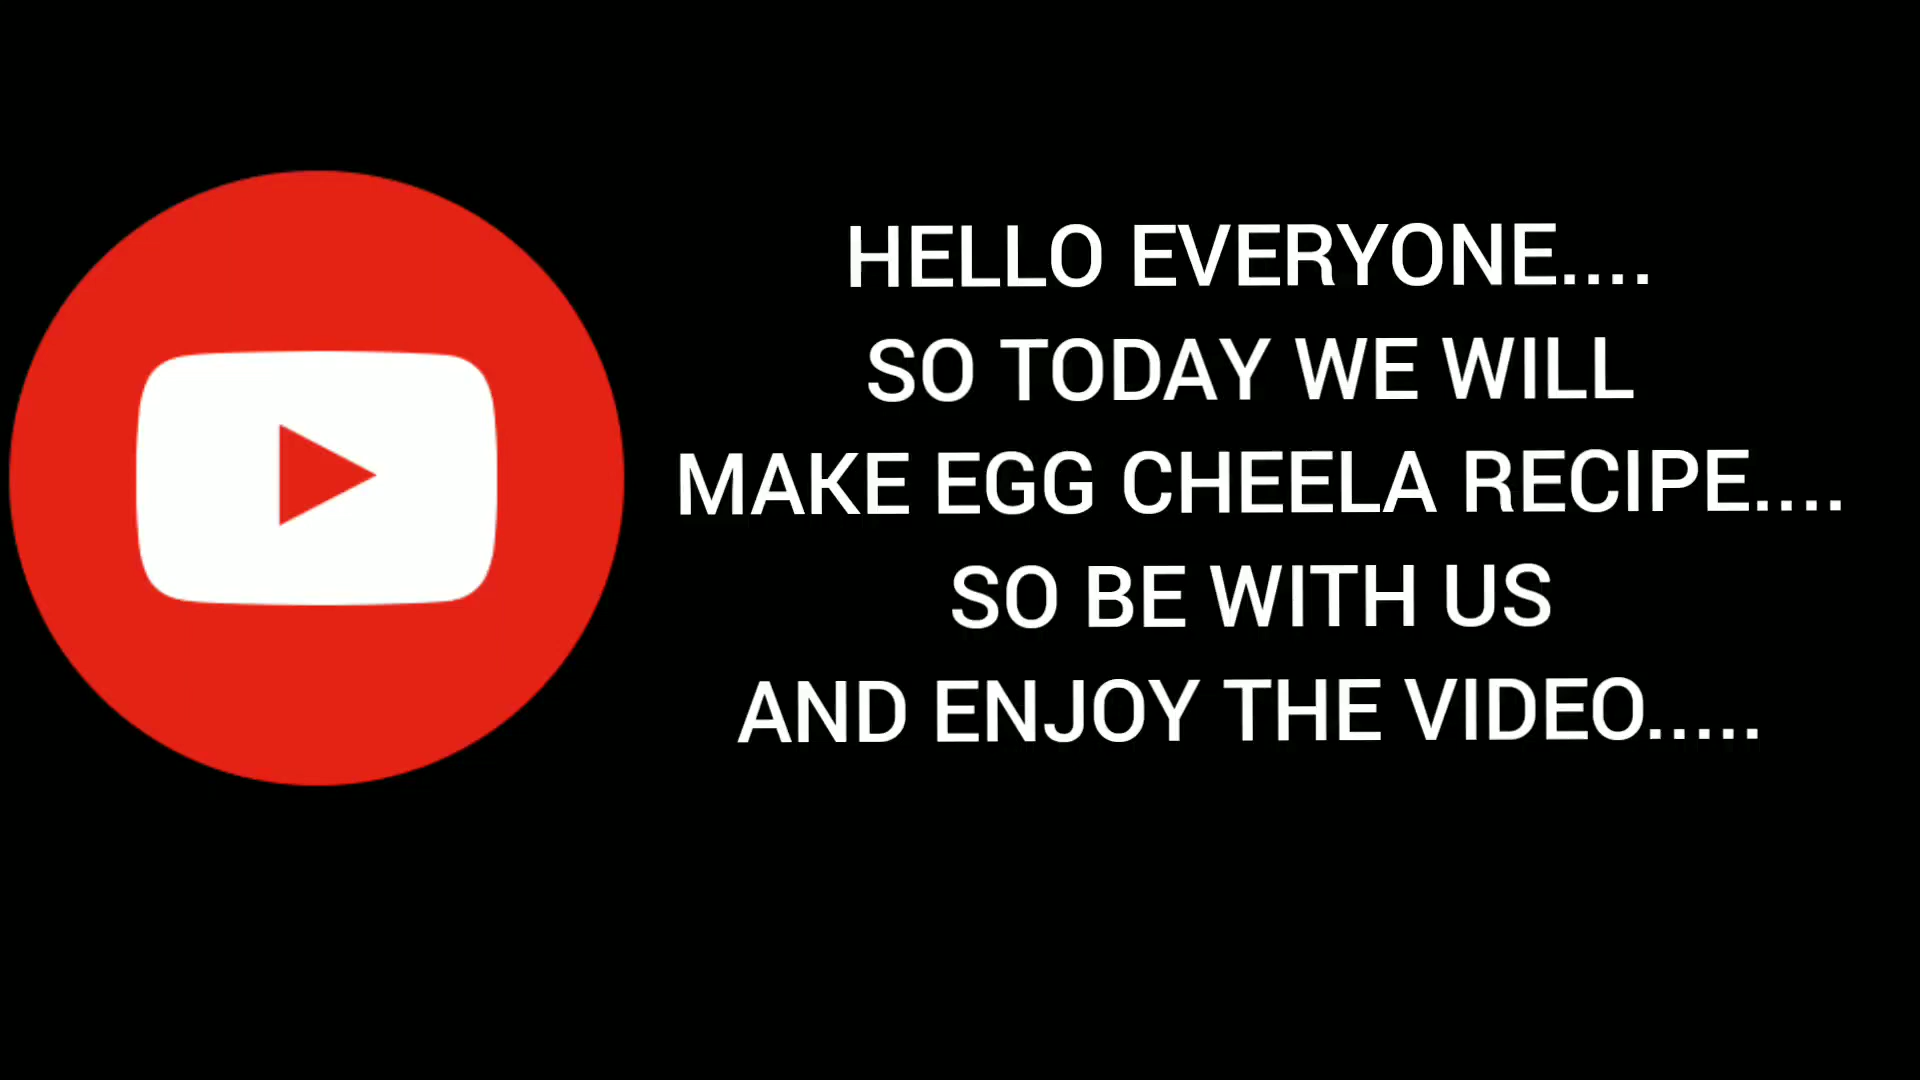 HELLO EVERYONE....
SO TODAY WE WILL
MAKE EGG CHEELA RECIPE....
SO BE WITH US
AND ENJOY THE VIDEO.....